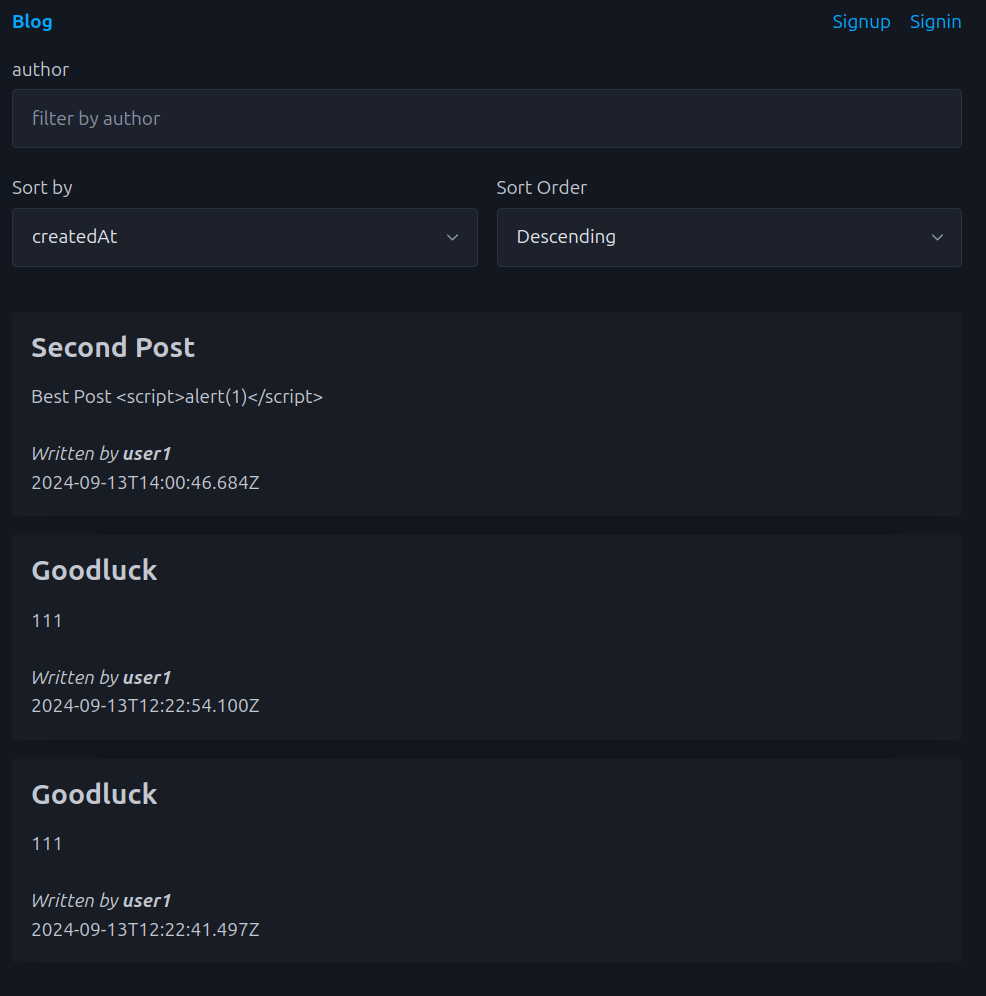 Blog Signup Signin
author
filter by author
Sort by Sort Order
createdAt Descending
Second Post
Best Post <script>alert(1)</script>
Written by user1
2024-09-13T14:00:46.684Z
Goodluck
111
Written by user1
2024-09-13T12:22:54.100Z
Goodluck
111
Written by user1
2024-09-13T12:22:41.497Z